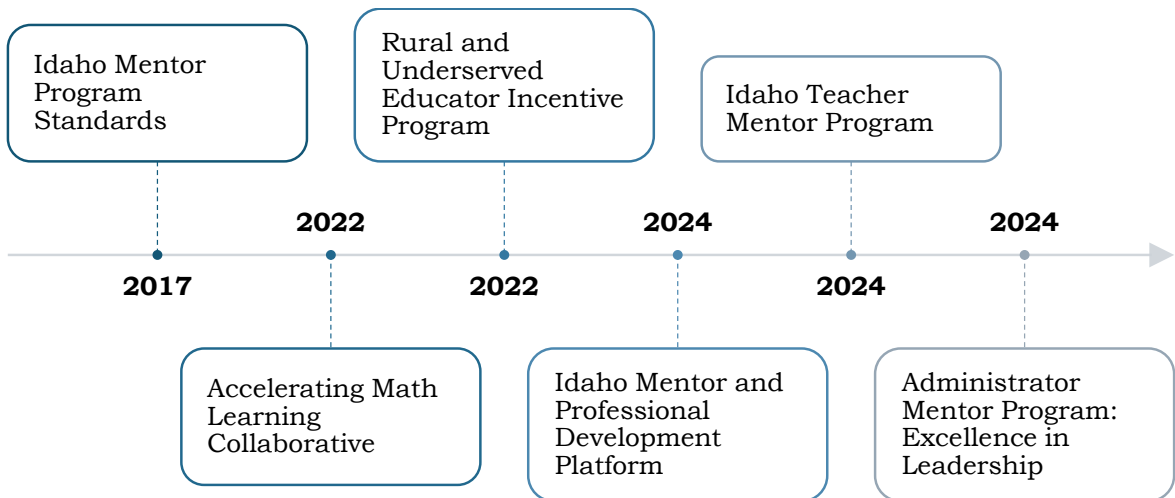 Idaho Mentor
Program
Standards
Rural and
Underserved
Educator Incentive
Program
Idaho Teacher
Mentor Program
2022
2024
2024
2017
2022
2024
Accelerating Math
Learning
Collaborative
Idaho Mentor and
Professional
Development
Platform
Administrator
Mentor Program:
Excellence in
Leadership